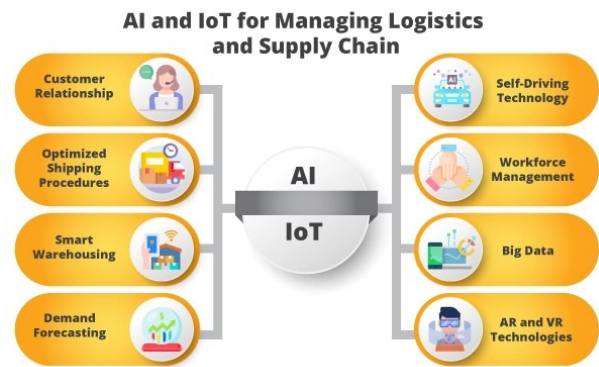 AI and IoT for Managing Logistics
and Supply Chain
Customer
Relationship
Optimized
Shipping
Procedures
Smart
Warehousing
Demand
Forecasting
AI
IoT
AI
Self-Driving
Technology
Workforce
Management
Big Data
AR and VR
Technologies